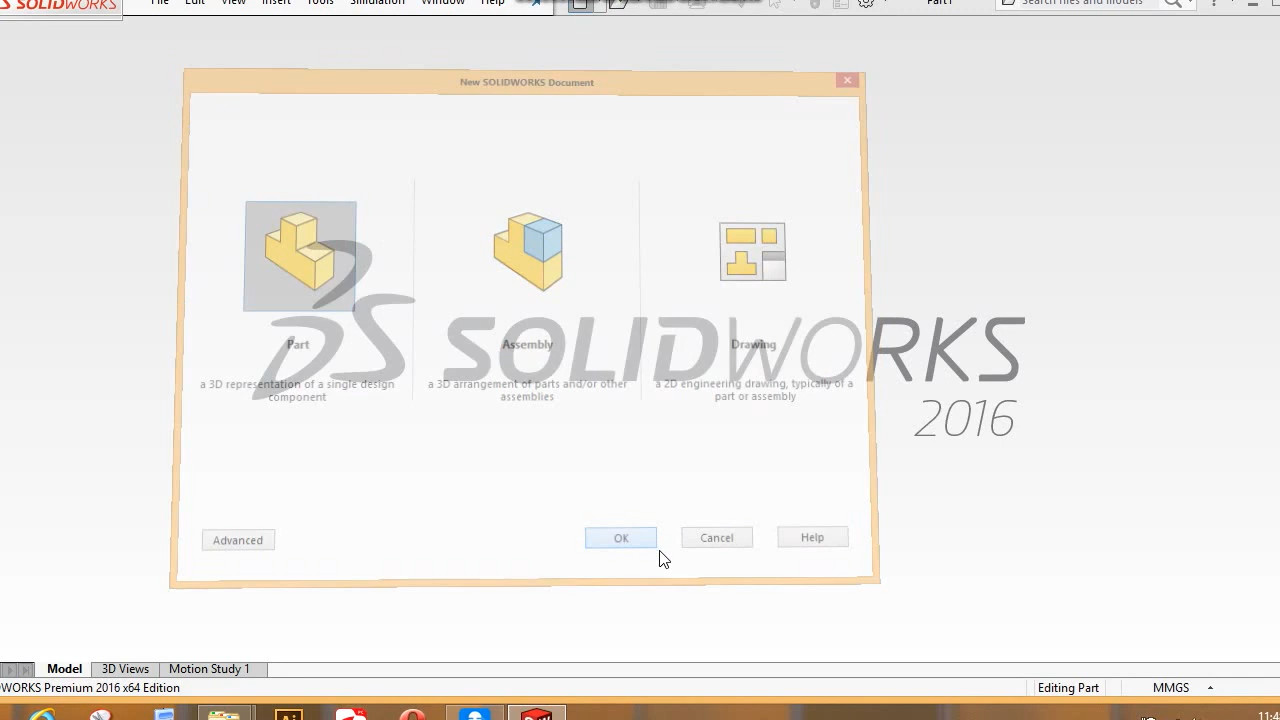 SOLIDWORKS File Edit View Insert Tools Simulation Window Help Part1 Search files and models
New SOLIDWORKS Document
Part
a 3D representation of a single design component
Assembly
a 3D arrangement of parts and/or other assemblies
Drawing
a 2D engineering drawing, typically of a part or assembly
SOLIDWORKS
2016
Advanced OK Cancel Help
Model 3D Views Motion Study 1
WORKS Premium 2016 x64 Edition Editing Part MMGS